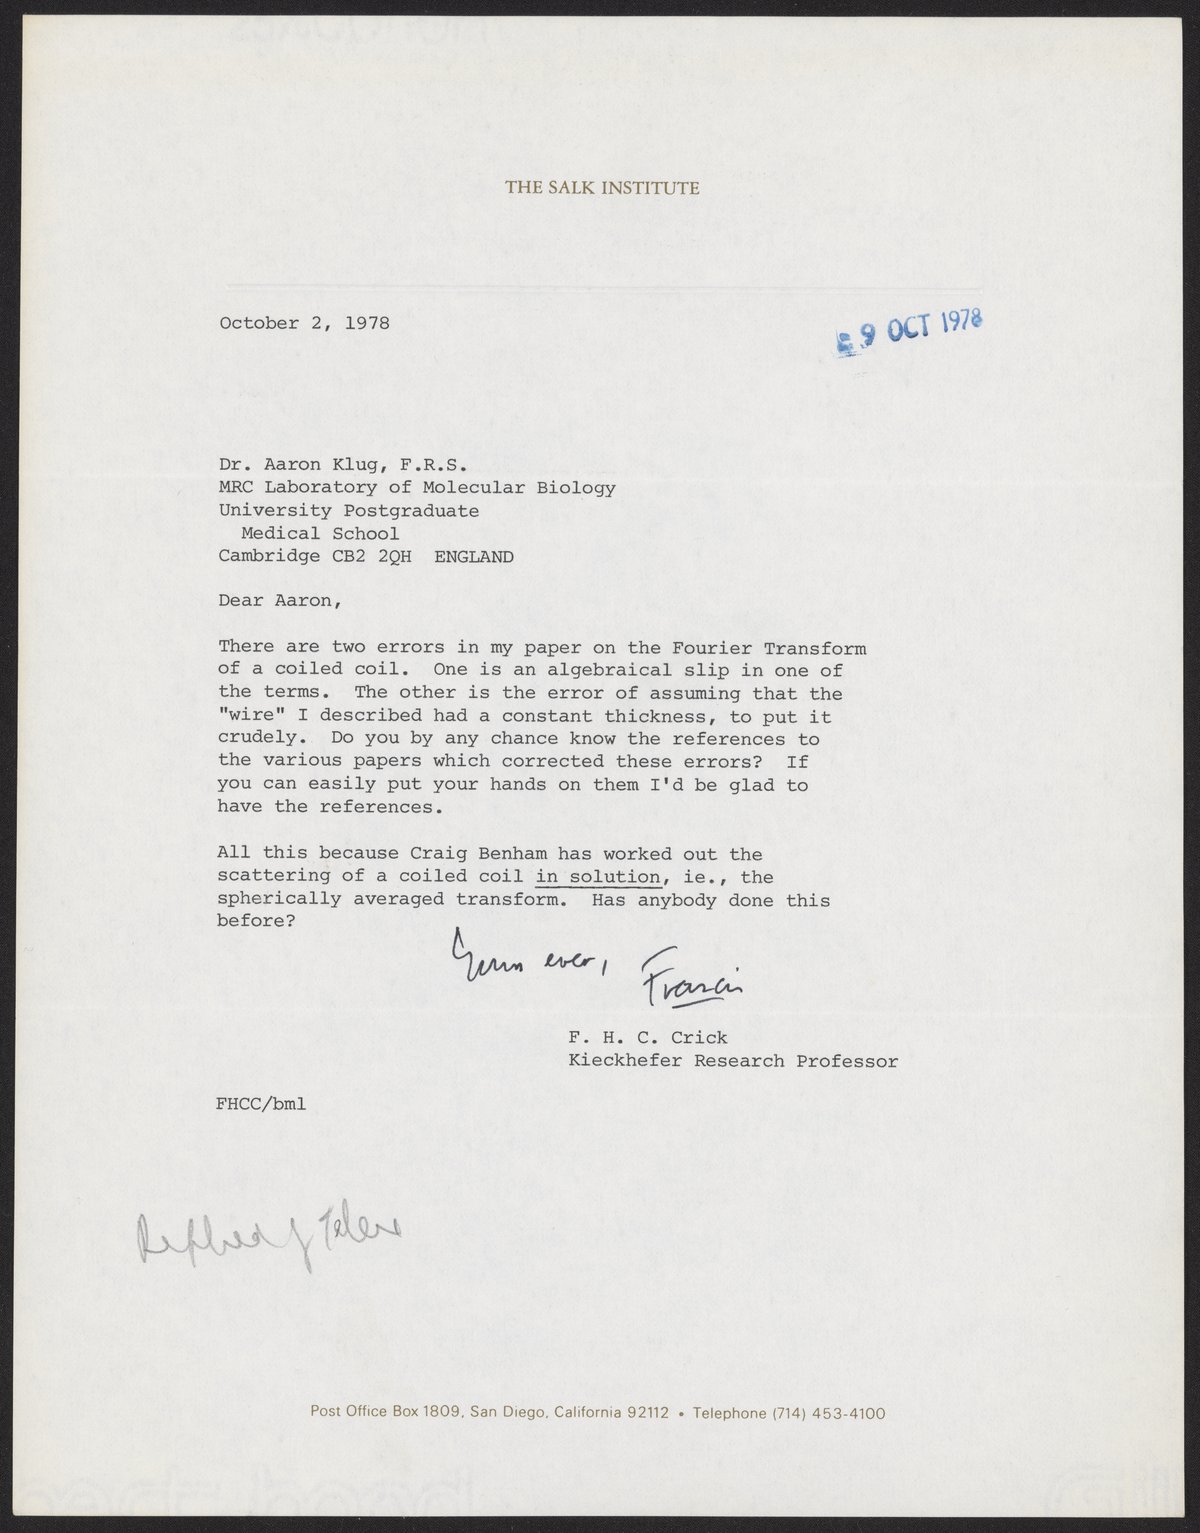 THE SALK INSTITUTE
October 2, 1978
9 OCT 1978
Dr. Aaron Klug, F.R.S.
MRC Laboratory of Molecular Biology
University Postgraduate
Medical School
Cambridge CB2 2QH ENGLAND
Dear Aaron,
There are two errors in my paper on the Fourier Transform
of a coiled coil. One is an algebraical slip in one of
the terms. The other is the error of assuming that the
"wire" I described had a constant thickness, to put it
crudely. Do you by any chance know the references to
the various papers which corrected these errors? If
you can easily put your hands on them I'd be glad to
have the references.
All this because Craig Benham has worked out the
scattering of a coiled coil in solution, ie., the
spherically averaged transform. Has anybody done this
before?
Yours ever, Francis
F. H. C. Crick
Kieckhefer Research Professor
FHCC/bml
Replied by Telex
Post Office Box 1809, San Diego, California 92112 • Telephone (714) 453-4100